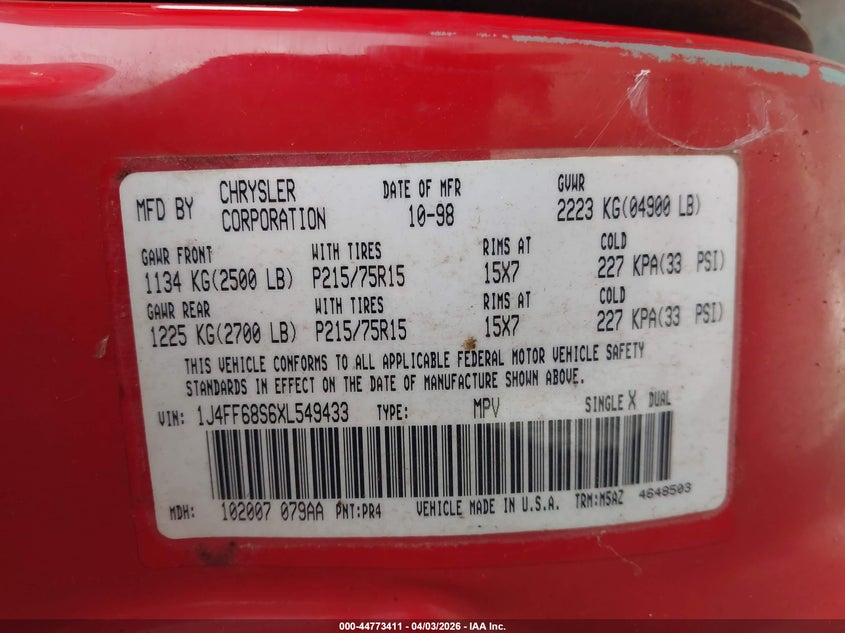 MFD BY CHRYSLER CORPORATION DATE OF MFR 10-98 GVWR 2223 KG(04900 LB)
GAWR FRONT WITH TIRES RIMS AT COLD
1134 KG(2500 LB) P215/75R15 15X7 227 KPA(33 PSI)
GAWR REAR WITH TIRES RIMS AT COLD
1225 KG(2700 LB) P215/75R15 15X7 227 KPA(33 PSI)
THIS VEHICLE CONFORMS TO ALL APPLICABLE FEDERAL MOTOR VEHICLE SAFETY
STANDARDS IN EFFECT ON THE DATE OF MANUFACTURE SHOWN ABOVE.
VIN: 1J4FF68S6XL549433 TYPE: MPV SINGLE X DUAL
MDH: 102007 079AA PNT:PR4 VEHICLE MADE IN U.S.A. TRM:M5AZ 4648503
000-44773411 - 04/03/2026 - IAA Inc.